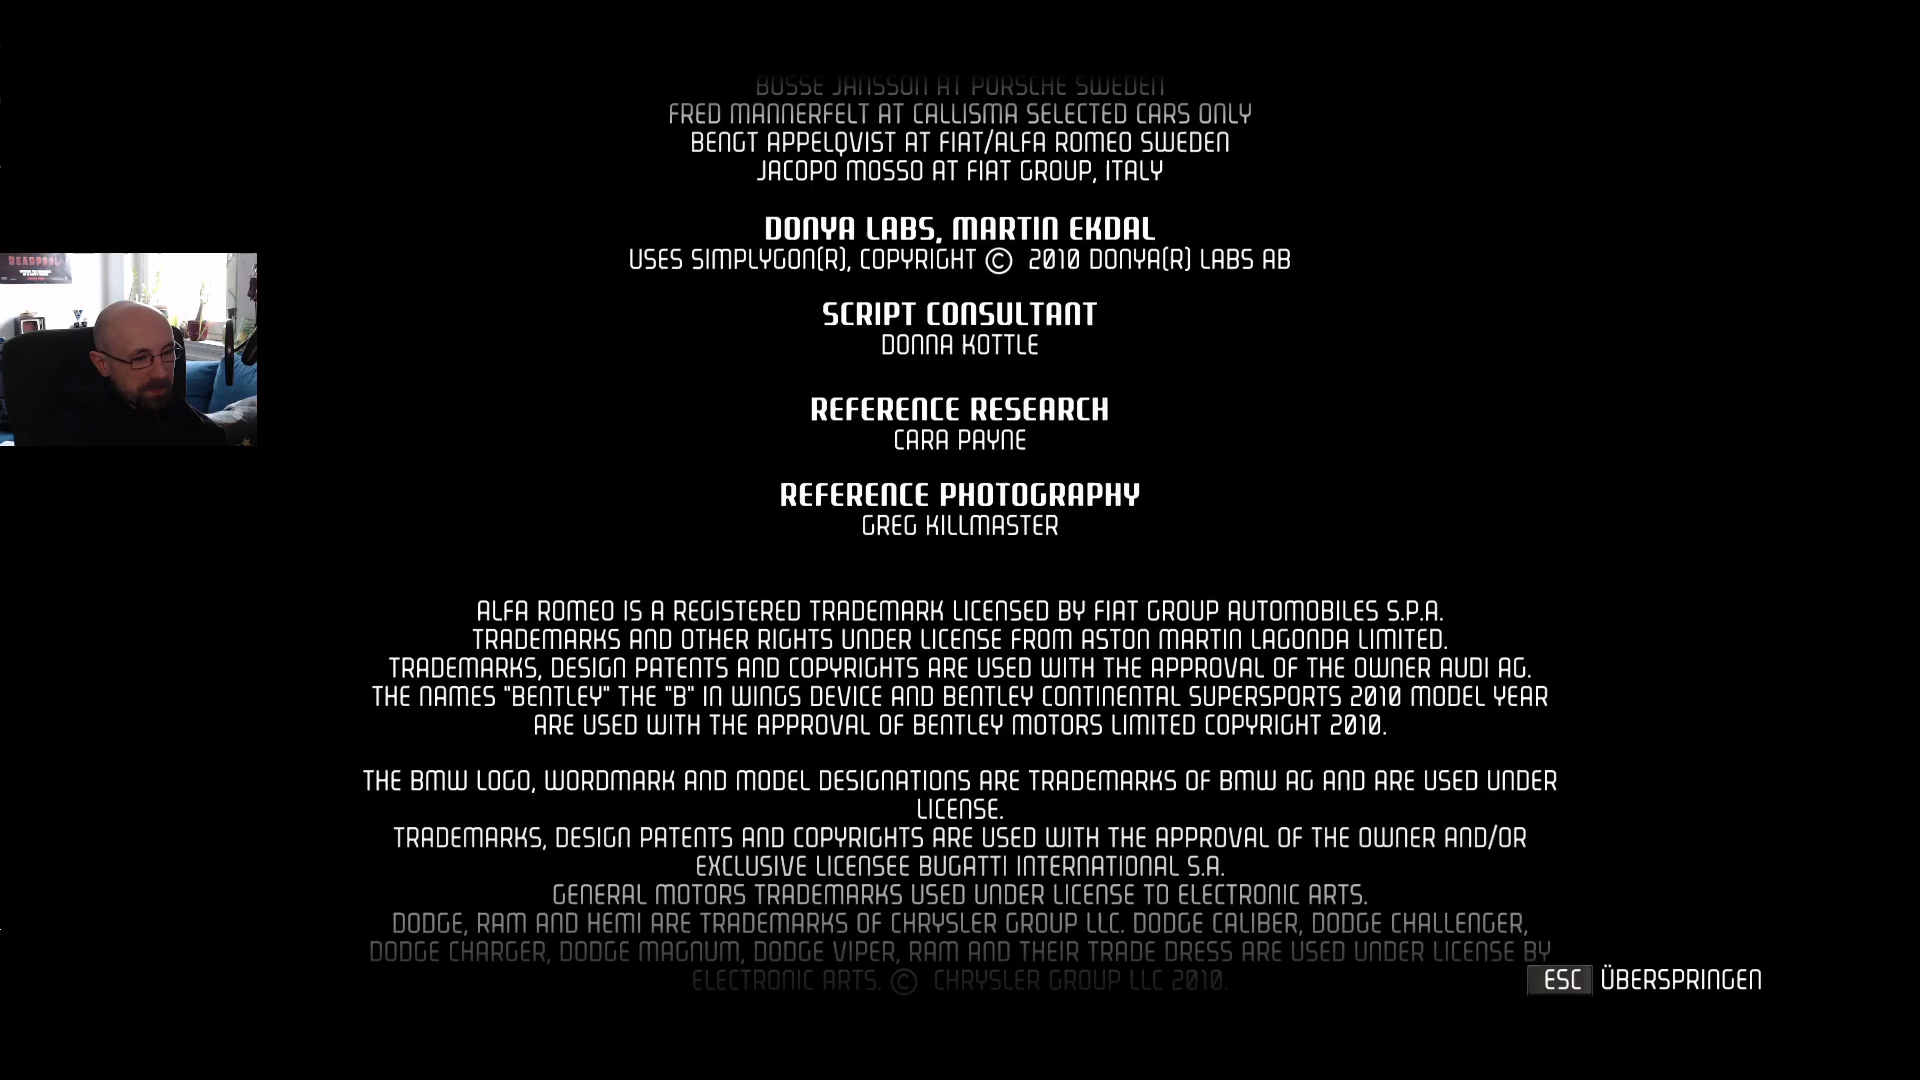 BOSSE JANSSON AT PORSCHE SWEDEN
FRED MANNERFELT AT CALLISMA SELECTED CARS ONLY
BENGT APPELQVIST AT FIAT/ALFA ROMEO SWEDEN
JACOPO MOSSO AT FIAT GROUP, ITALY
DONYA LABS, MARTIN EKDAL
USES SIMPLYGON(R), COPYRIGHT © 2010 DONYA(R) LABS AB
SCRIPT CONSULTANT
DONNA KOTTLE
REFERENCE RESEARCH
CARA PAYNE
REFERENCE PHOTOGRAPHY
GREG KILLMASTER
ALFA ROMEO IS A REGISTERED TRADEMARK LICENSED BY FIAT GROUP AUTOMOBILES S.P.A.
TRADEMARKS AND OTHER RIGHTS UNDER LICENSE FROM ASTON MARTIN LAGONDA LIMITED.
TRADEMARKS, DESIGN PATENTS AND COPYRIGHTS ARE USED WITH THE APPROVAL OF THE OWNER AUDI AG.
THE NAMES "BENTLEY" THE "B" IN WINGS DEVICE AND BENTLEY CONTINENTAL SUPERSPORTS 2010 MODEL YEAR
ARE USED WITH THE APPROVAL OF BENTLEY MOTORS LIMITED COPYRIGHT 2010.
THE BMW LOGO, WORDMARK AND MODEL DESIGNATIONS ARE TRADEMARKS OF BMW AG AND ARE USED UNDER
LICENSE.
TRADEMARKS, DESIGN PATENTS AND COPYRIGHTS ARE USED WITH THE APPROVAL OF THE OWNER AND/OR
EXCLUSIVE LICENSEE BUGATTI INTERNATIONAL S.A.
GENERAL MOTORS TRADEMARKS USED UNDER LICENSE TO ELECTRONIC ARTS.
DODGE, RAM AND HEMI ARE TRADEMARKS OF CHRYSLER GROUP LLC. DODGE CALIBER, DODGE CHALLENGER,
DODGE CHARGER, DODGE MAGNUM, DODGE VIPER, RAM AND THEIR TRADE DRESS ARE USED UNDER LICENSE BY
ELECTRONIC ARTS. © CHRYSLER GROUP LLC 2010.
ESC ÜBERSPRINGEN
DEADPOOL